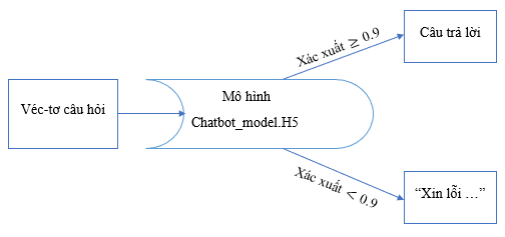 Véc-tơ câu hỏi
Mô hình
Chatbot_model.H5
Xác xuất ≥ 0.9
Câu trả lời
Xác xuất < 0.9
“Xin lỗi …”